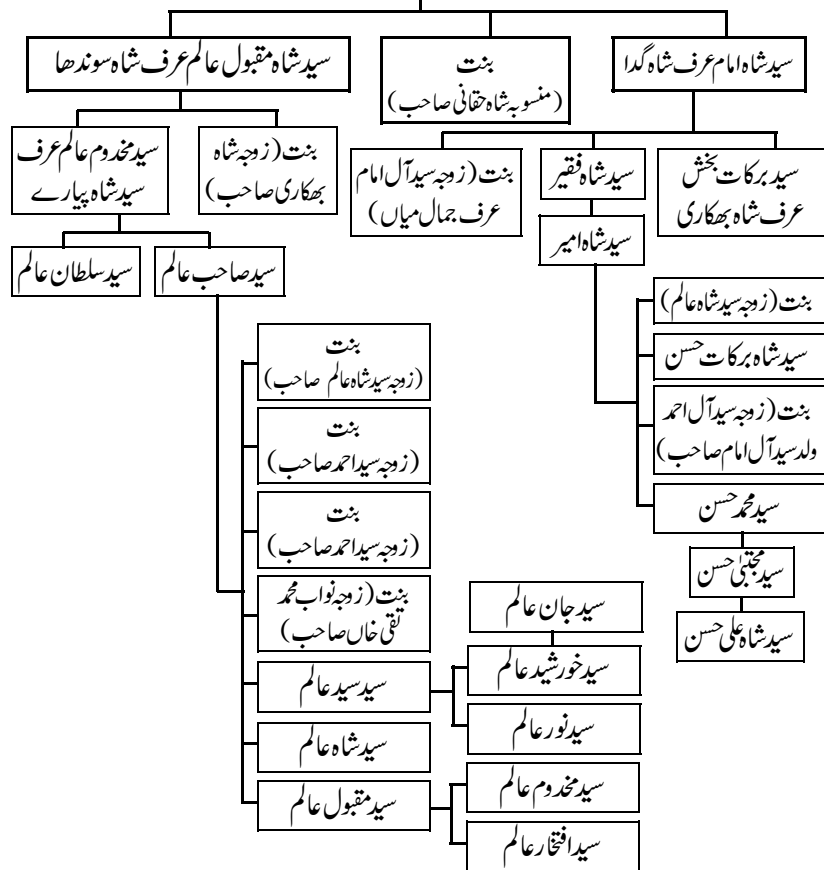 سید شاہ امام عرف شاہ گدا
بنت
(منسوبہ شاہ حقانی صاحب)
سید شاہ مقبول عالم عرف شاہ سوندھا
سید برکات بخش
عرف شاہ بھکاری
سید شاہ فقیر
بنت (زوجہ سید آل امام
عرف جمال میاں)
بنت (زوجہ شاہ
بھکاری صاحب)
سید مخدوم عالم عرف
سید شاہ پیارے
سید شاہ امیر
سید صاحب عالم
سید سلطان عالم
بنت (زوجہ سید شاہ عالم)
سید شاہ برکات حسن
بنت (زوجہ سید آل احمد
ولد سید آل امام صاحب)
سید محمد حسن
سید مجتبیٰ حسن
سید شاہ علی حسن
بنت
(زوجہ سید شاہ عالم صاحب)
بنت
(زوجہ سید احمد صاحب)
بنت
(زوجہ سید احمد صاحب)
بنت (زوجہ نواب محمد
تقی خاں صاحب)
سید سید عالم
سید شاہ عالم
سید مقبول عالم
سید جان عالم
سید خورشید عالم
سید نور عالم
سید مخدوم عالم
سید افتخار عالم